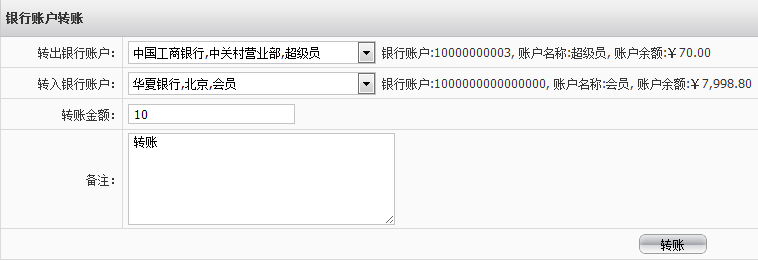 银行账户转账
转出银行账户： 中国工商银行,中关村营业部,超级员 银行账户:10000000003, 账户名称:超级员, 账户余额:￥70.00
转入银行账户： 华夏银行,北京,会员 银行账户:1000000000000000, 账户名称:会员, 账户余额:￥7,998.80
转账金额： 10
备注： 转账
转账